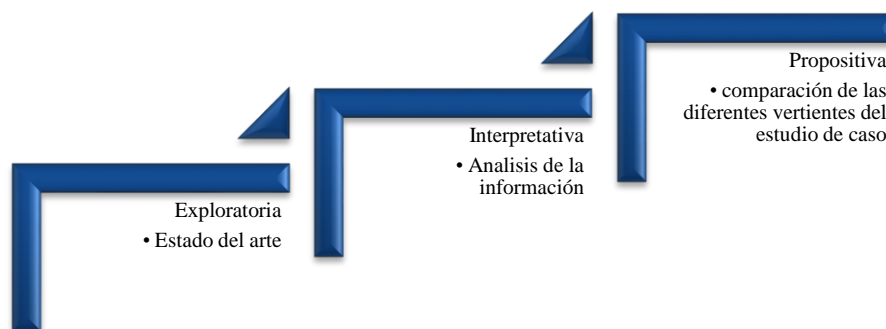 Exploratoria
• Estado del arte
Interpretativa
• Analisis de la
información
Propositiva
• comparación de las
diferentes vertientes del
estudio de caso